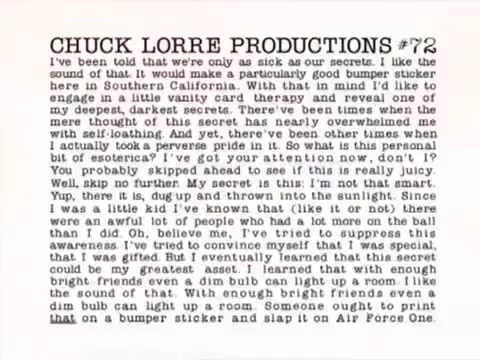 CHUCK LORRE PRODUCTIONS #72
I've been told that we're only as sick as our secrets. I like the
sound of that. It would make a particularly good bumper sticker
here in Southern California. With that in mind I'd like to
engage in a little vanity card therapy and reveal one of
my deepest, darkest secrets. There've been times when the
mere thought of this secret has nearly overwhelmed me
with self-loathing. And yet, there've been other times when
I actually took a perverse pride in it. So what is this personal
bit of esoterica? I've got your attention now, don't I?
You probably skipped ahead to see if this is really juicy.
Well, skip no further. My secret is this: I'm not that smart.
Yup, there it is, dug up and thrown into the sunlight. Since
I was a little kid I've known that (like it or not) there
were an awful lot of people who had a lot more on the ball
than I did. Oh, believe me, I've tried to suppress this
awareness. I've tried to convince myself that I was special,
that I was gifted. But I eventually learned that this secret
could be my greatest asset. I learned that with enough
bright friends even a dim bulb can light up a room. I like
the sound of that. With enough bright friends even a
dim bulb can light up a room. Someone ought to print
that on a bumper sticker and slap it on Air Force One.